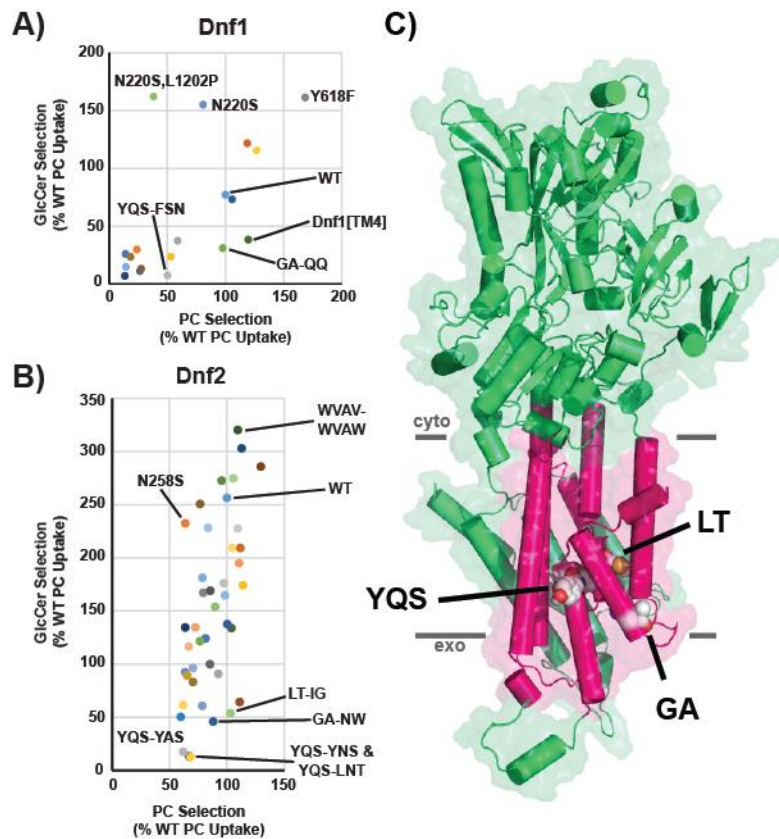 A)
Dnf1
GlcCer Selection
(% WT PC Uptake)
200
150
100
50
0
N220S,L1202P
N220S
Y618F
WT
YQS-FSN
Dnf1[TM4]
GA-QQ
0 50 100 150 200
PC Selection
(% WT PC Uptake)
B)
Dnf2
GlcCer Selection
(% WT PC Uptake)
350
300
250
200
150
100
50
0
WVAV-
WVAW
N258S
WT
LT-IG
GA-NW
YQS-YAS
YQS-YNS &
YQS-LNT
0 50 100 150
PC Selection
(% WT PC Uptake)
C)
cyto
LT
YQS
exo
GA